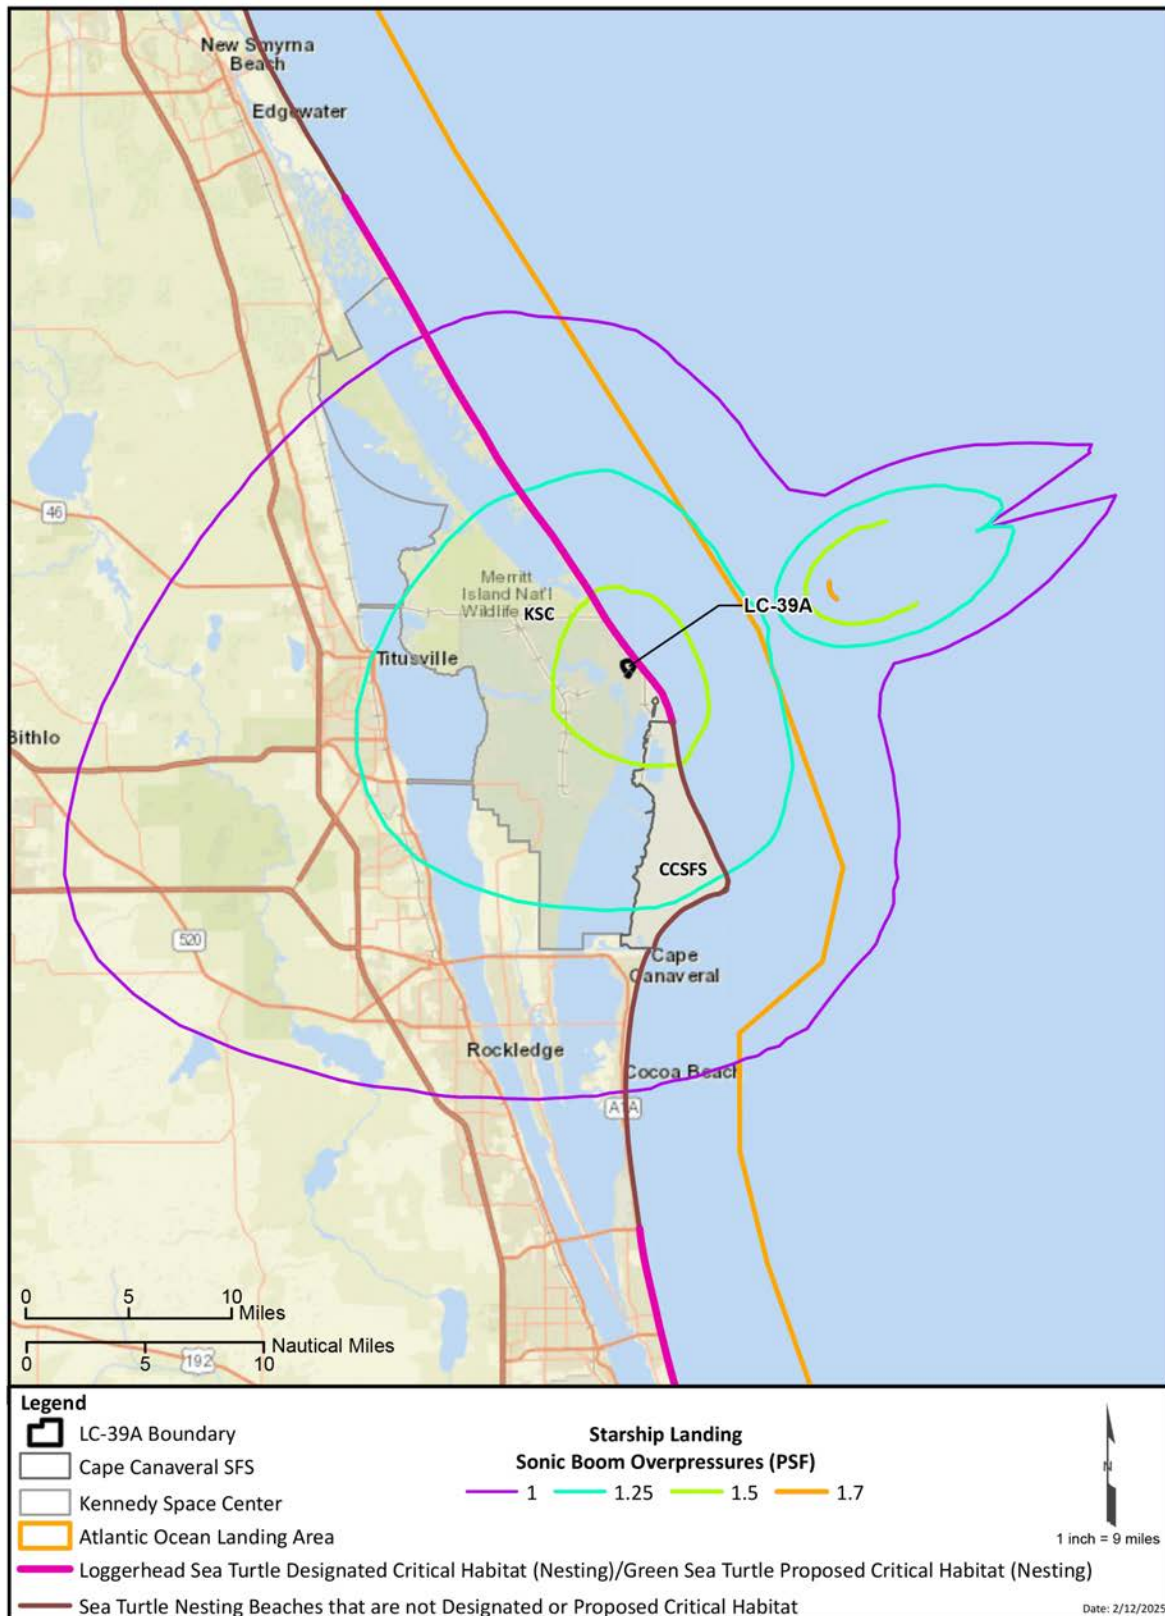 New Smyrna
Beach
Edgewater
46
Merritt
Island Nat'l
Wildlife
KSC
LC-39A
Titusville
Bithlo
CCSFS
520
Cape
Canaveral
Rockledge
Cocoa Beach
A1A
0 5 10
Miles
Nautical Miles
0 5 10
192
Legend
LC-39A Boundary
Cape Canaveral SFS
Kennedy Space Center
Atlantic Ocean Landing Area
Loggerhead Sea Turtle Designated Critical Habitat (Nesting)/Green Sea Turtle Proposed Critical Habitat (Nesting)
Sea Turtle Nesting Beaches that are not Designated or Proposed Critical Habitat
Starship Landing
Sonic Boom Overpressures (PSF)
1 1.25 1.5 1.7
N
1 inch = 9 miles
Date: 2/12/2025